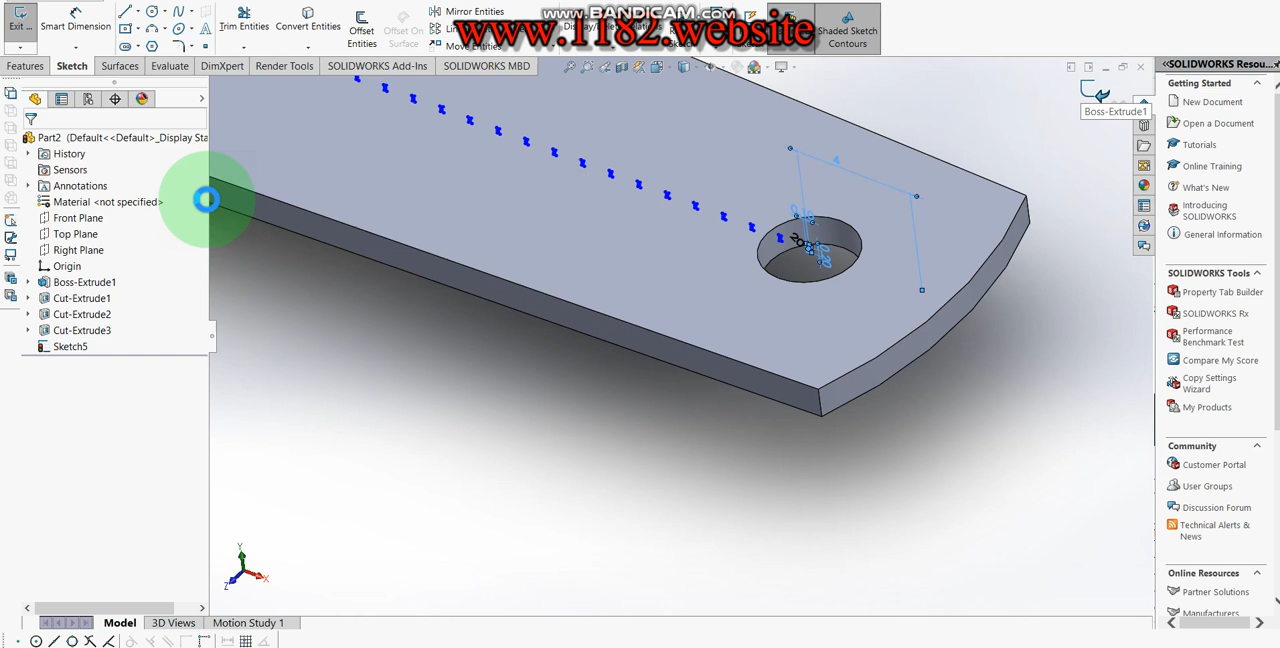 www.BANDICAM.com
www.1182.website
Exit ...
Smart Dimension
Trim Entities
Convert Entities
Offset Entities
Offset On Surface
Mirror Entities
Move Entities
Shaded Sketch Contours
Features
Sketch
Surfaces
Evaluate
DimXpert
Render Tools
SOLIDWORKS Add-Ins
SOLIDWORKS MBD
Part2 (Default<<Default>_Display Sta
History
Sensors
Annotations
Material <not specified>
Front Plane
Top Plane
Right Plane
Origin
Boss-Extrude1
Cut-Extrude1
Cut-Extrude2
Cut-Extrude3
Sketch5
Boss-Extrude1
20
Y
X
Z
SOLIDWORKS Resou...
Getting Started
New Document
Open a Document
Tutorials
Online Training
What's New
Introducing SOLIDWORKS
General Information
SOLIDWORKS Tools
Property Tab Builder
SOLIDWORKS Rx
Performance Benchmark Test
Compare My Score
Copy Settings Wizard
My Products
Community
Customer Portal
User Groups
Discussion Forum
Technical Alerts & News
Online Resources
Partner Solutions
Manufacturers
Model
3D Views
Motion Study 1